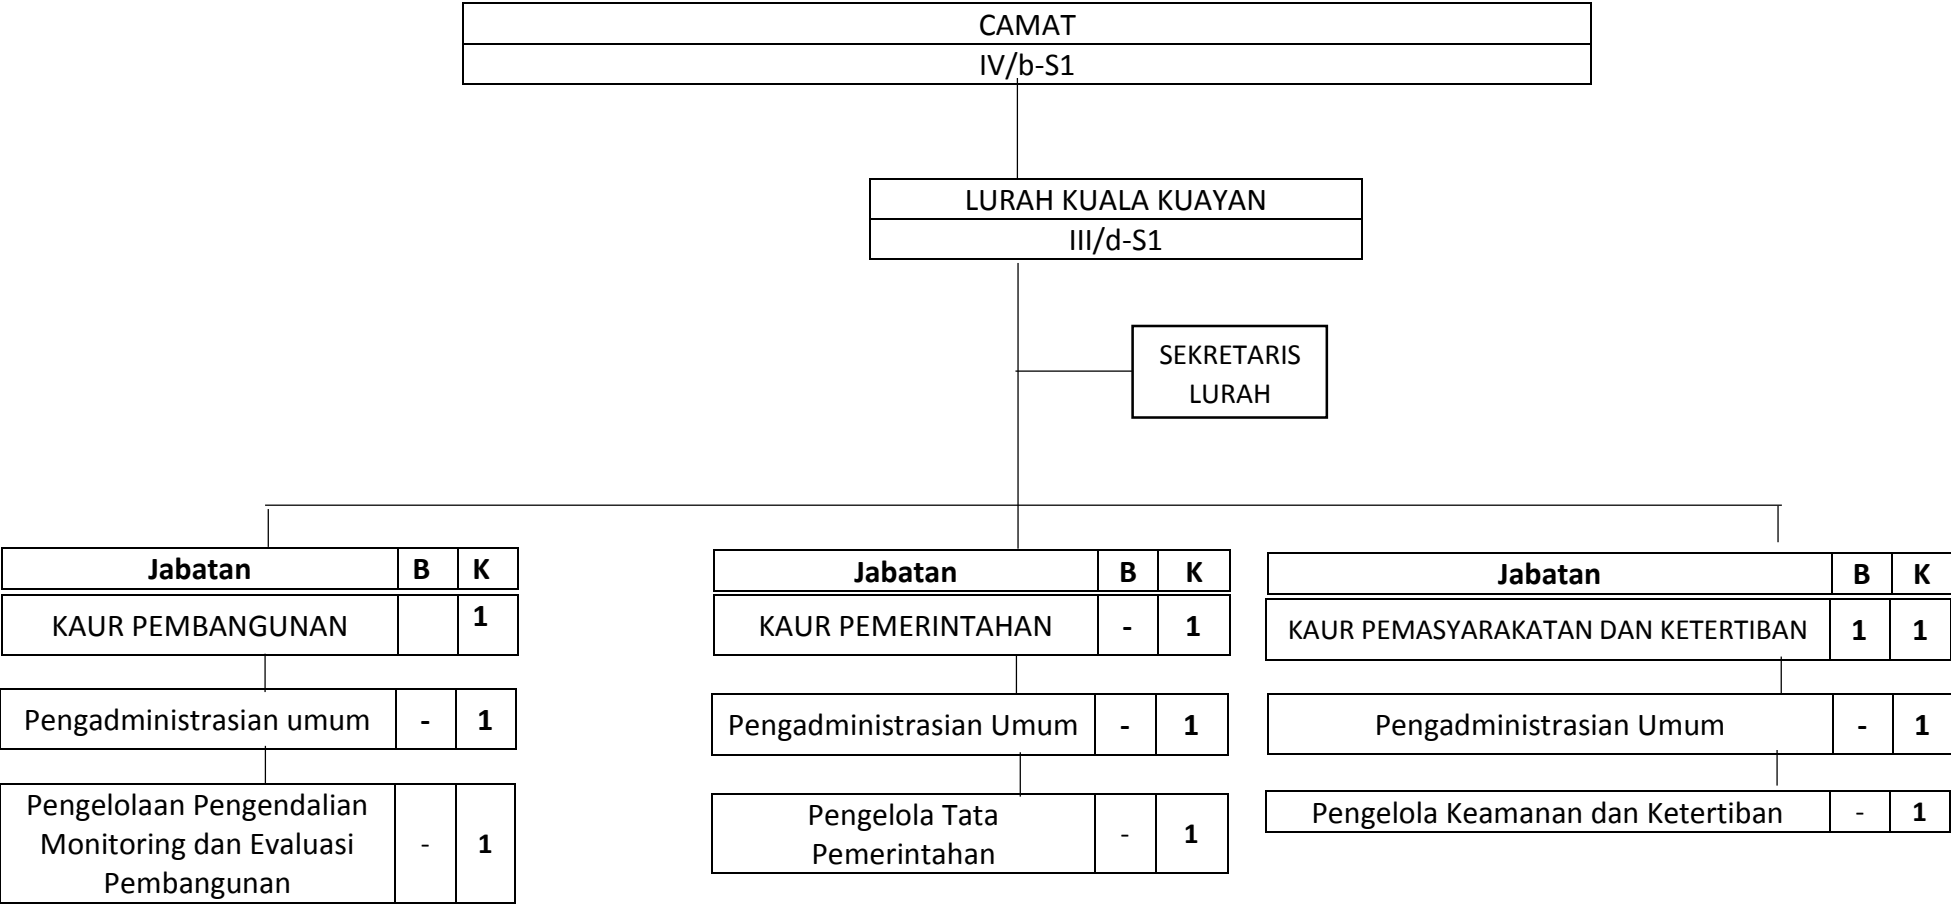 CAMAT
IV/b-S1
LURAH KUALA KUAYAN
III/d-S1
SEKRETARIS
LURAH
Jabatan B K
KAUR PEMBANGUNAN 1
Pengadministrasian umum - 1
Pengelolaan Pengendalian
Monitoring dan Evaluasi - 1
Pembangunan
Jabatan B K
KAUR PEMERINTAHAN - 1
Pengadministrasian Umum - 1
Pengelola Tata
Pemerintahan - 1
Jabatan B K
KAUR PEMASYARAKATAN DAN KETERTIBAN 1 1
Pengadministrasian Umum - 1
Pengelola Keamanan dan Ketertiban - 1